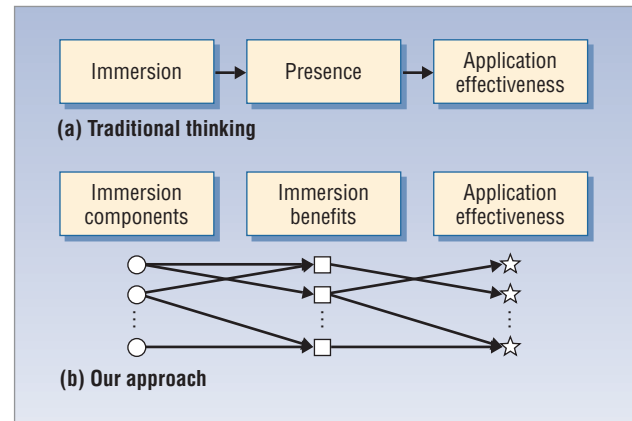 Immersion
Presence
Application
effectiveness
(a) Traditional thinking
Immersion
components
Immersion
benefits
Application
effectiveness
(b) Our approach